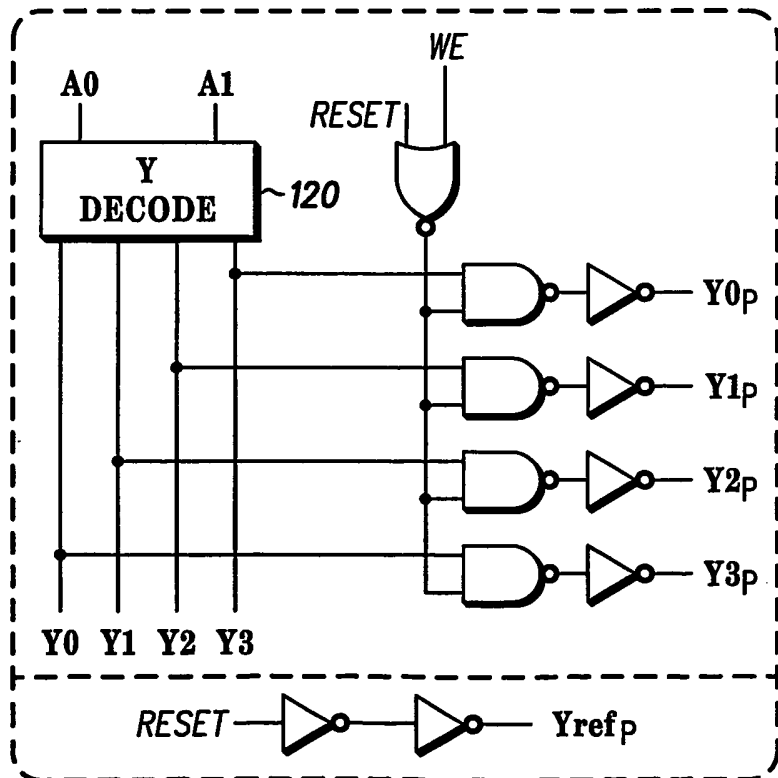 WE
A0 A1 RESET
Y
DECODE
120
Y0p
Y1p
Y2p
Y3p
Y0 Y1 Y2 Y3
RESET Yrefp